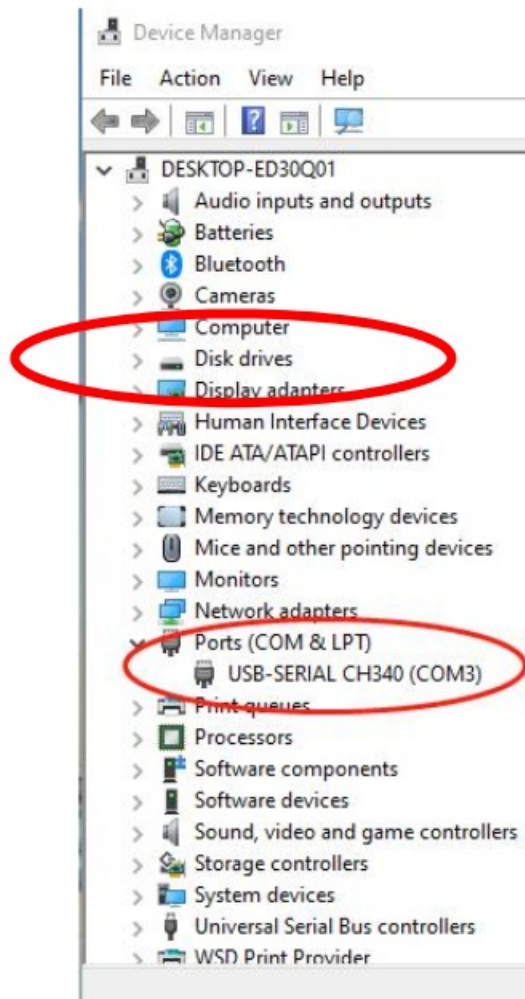 Device Manager
File Action View Help
DESKTOP-ED30Q01
Audio inputs and outputs
Batteries
Bluetooth
Cameras
Computer
Disk drives
Display adapters
Human Interface Devices
IDE ATA/ATAPI controllers
Keyboards
Memory technology devices
Mice and other pointing devices
Monitors
Network adapters
Ports (COM & LPT)
USB-SERIAL CH340 (COM3)
Print queues
Processors
Software components
Software devices
Sound, video and game controllers
Storage controllers
System devices
Universal Serial Bus controllers
WSD Print Provider